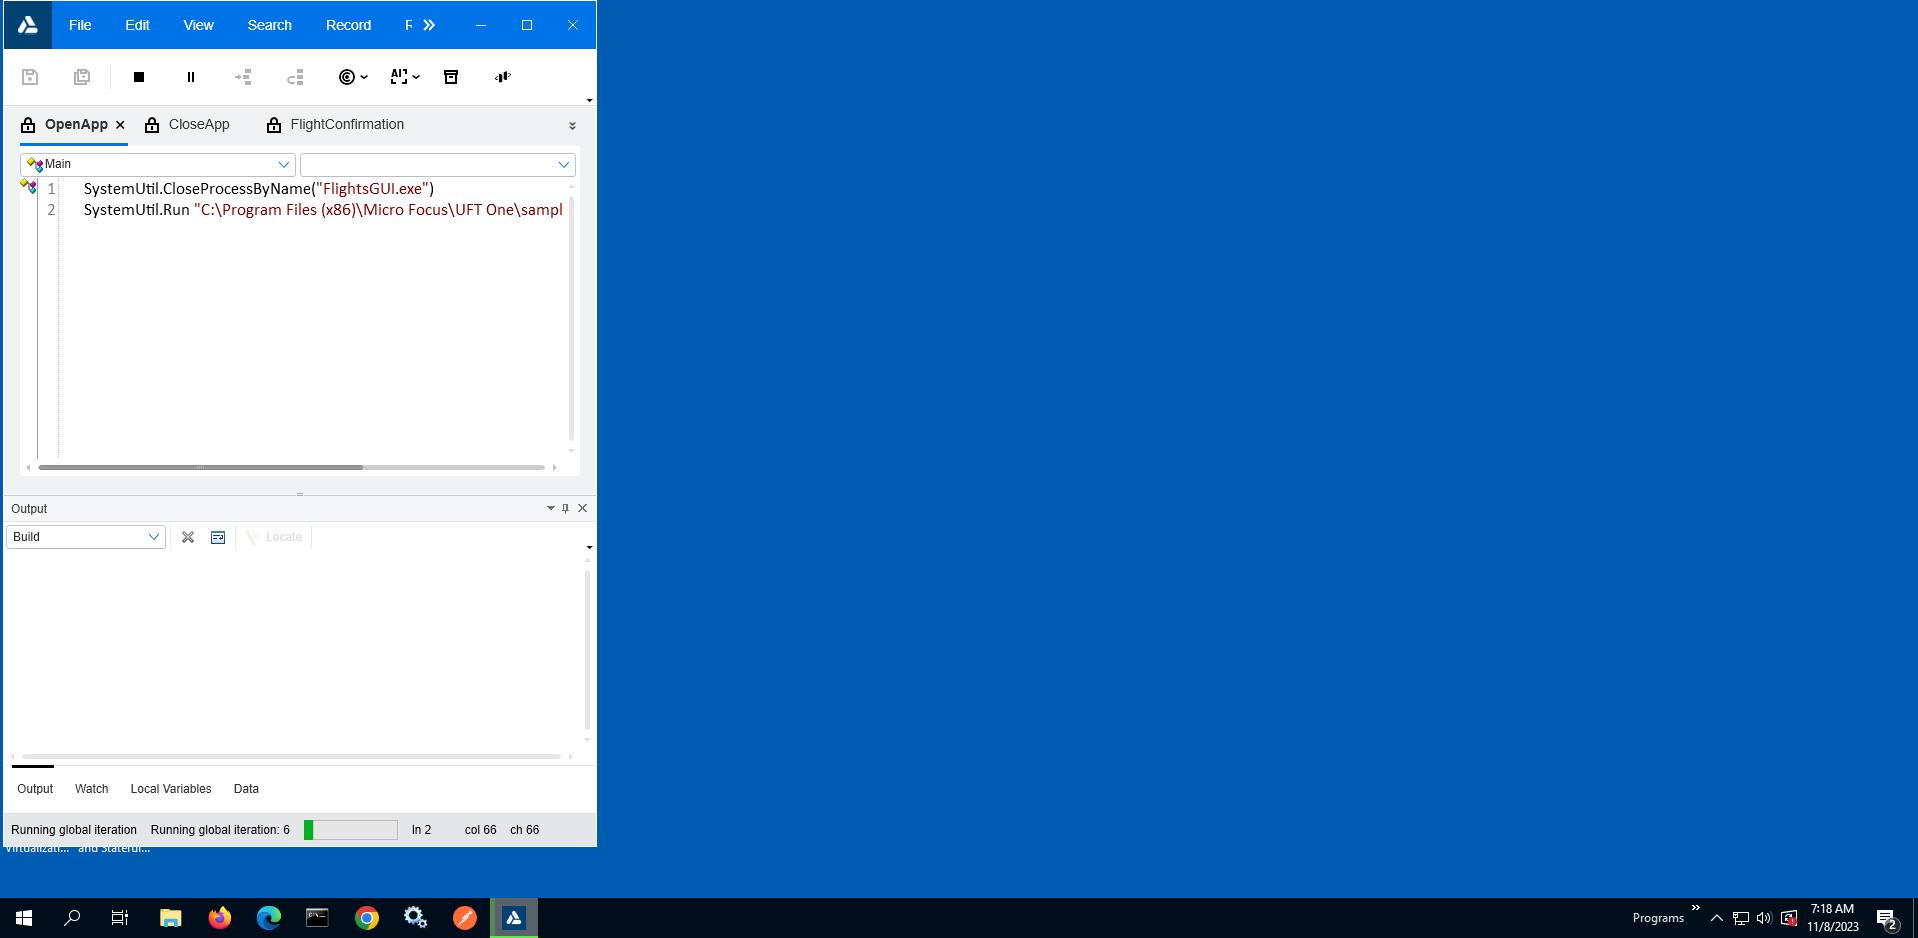 File Edit View Search Record
OpenApp CloseApp FlightConfirmation
Main
1 SystemUtil.CloseProcessByName("FlightsGUI.exe")
2 SystemUtil.Run "C:\Program Files (x86)\Micro Focus\UFT One\sampl
Output
Build Locate
Output Watch Local Variables Data
Running global iteration Running global iteration: 6 ln 2 col 66 ch 66
Virtualizati... and Stateful...
Programs
7:18 AM
11/8/2023
2